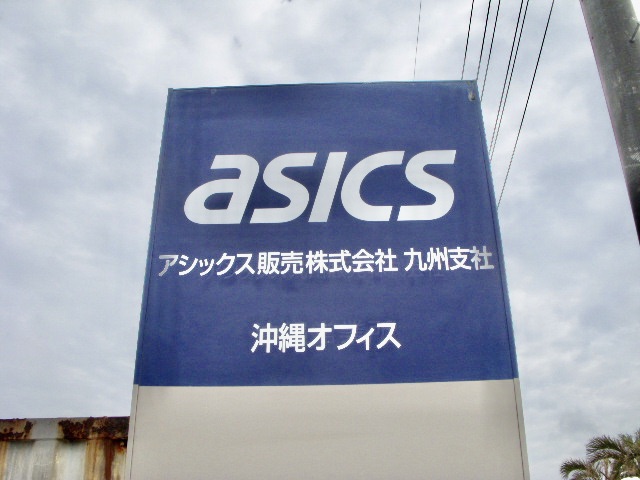 asics
アシックス販売株式会社 九州支社
沖縄オフィス